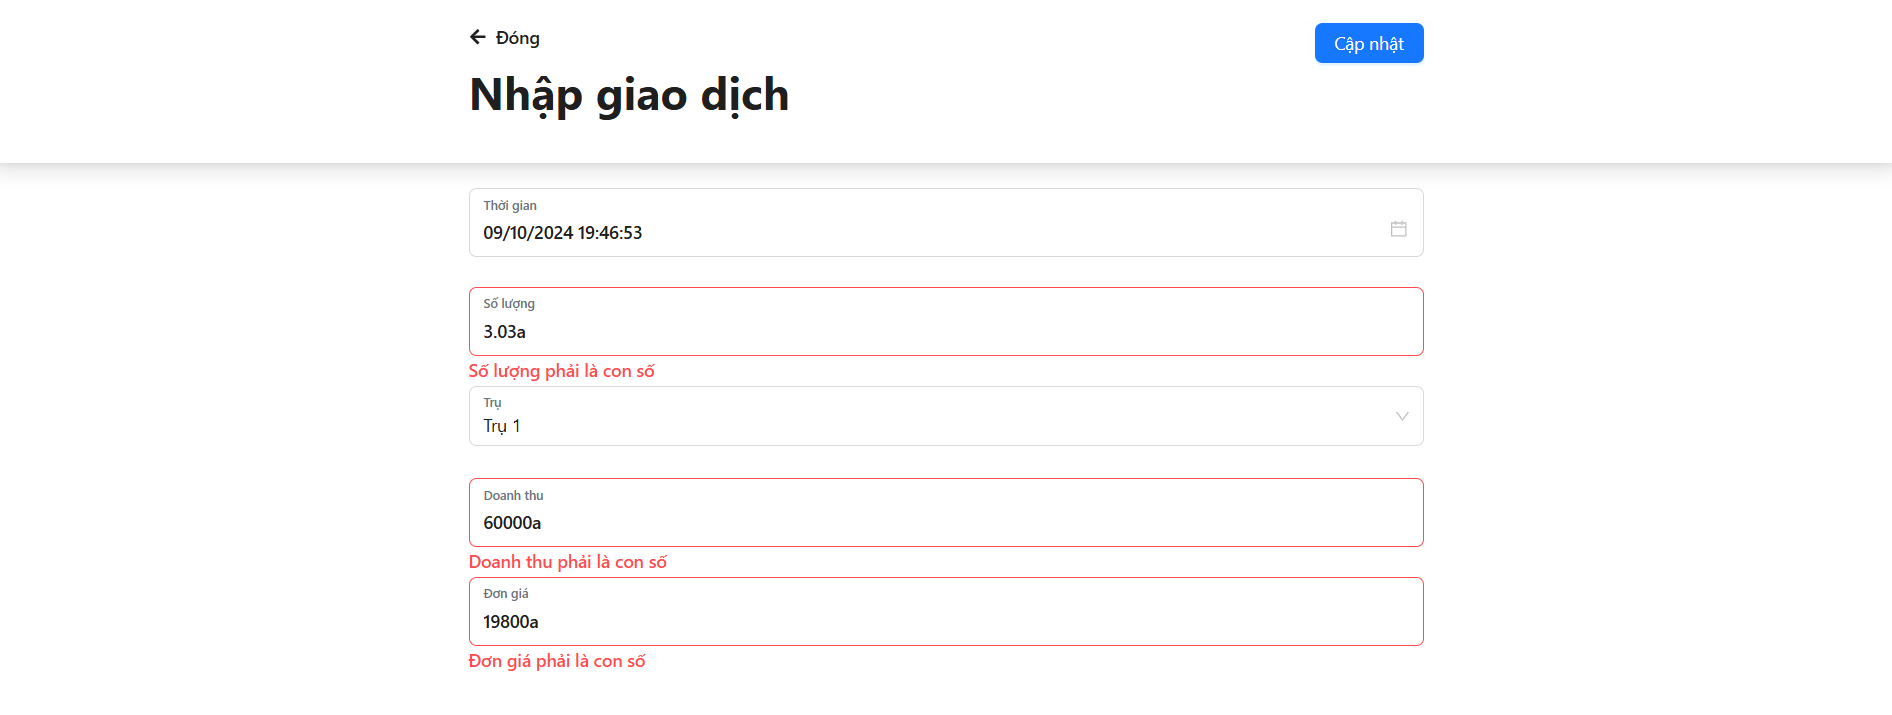 Đóng
Cập nhật
Nhập giao dịch
Thời gian
09/10/2024 19:46:53
Số lượng
3.03a
Số lượng phải là con số
Trụ
Trụ 1
Doanh thu
60000a
Doanh thu phải là con số
Đơn giá
19800a
Đơn giá phải là con số